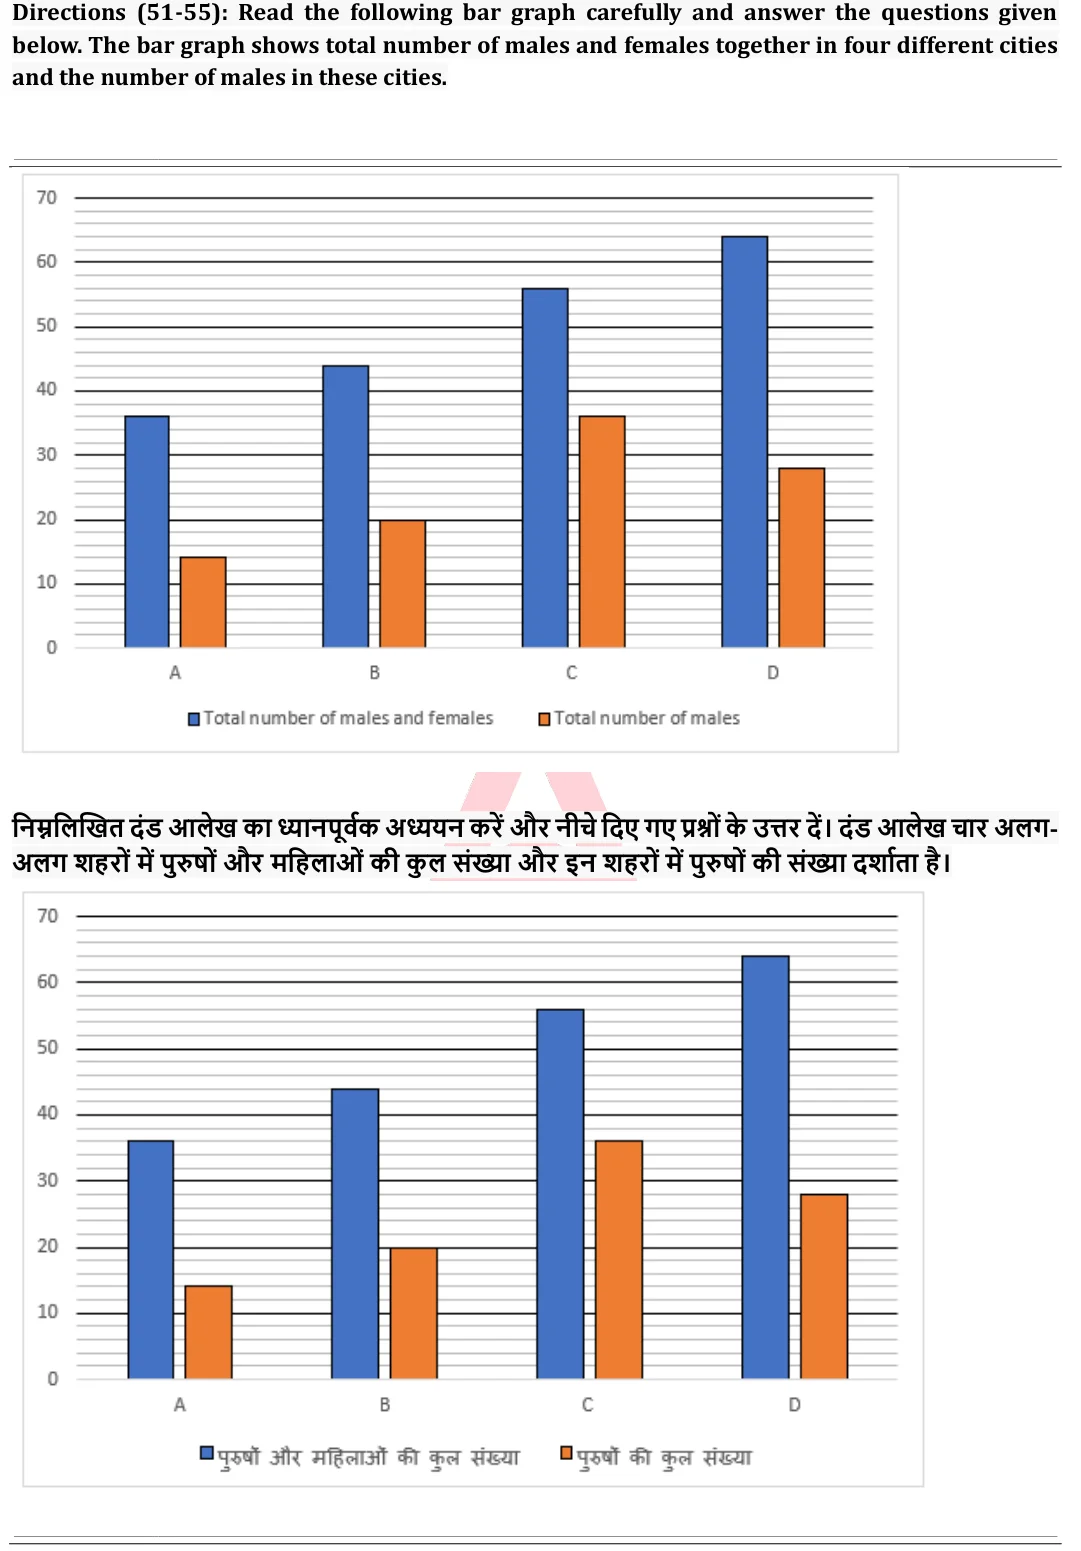 Directions (51-55): Read the following bar graph carefully and answer the questions given
below. The bar graph shows total number of males and females together in four different cities
and the number of males in these cities.
70
60
50
40
30
20
10
0
A B C D
Total number of males and females Total number of males
निम्नलिखित दंड आलेख का ध्यानपूर्वक अध्ययन करें और नीचे दिए गए प्रश्नों के उत्तर दें। दंड आलेख चार अलग-
अलग शहरों में पुरुषों और महिलाओं की कुल संख्या और इन शहरों में पुरुषों की संख्या दर्शाता है।
70
60
50
40
30
20
10
0
A B C D
पुरुषों और महिलाओं की कुल संख्या पुरुषों की कुल संख्या